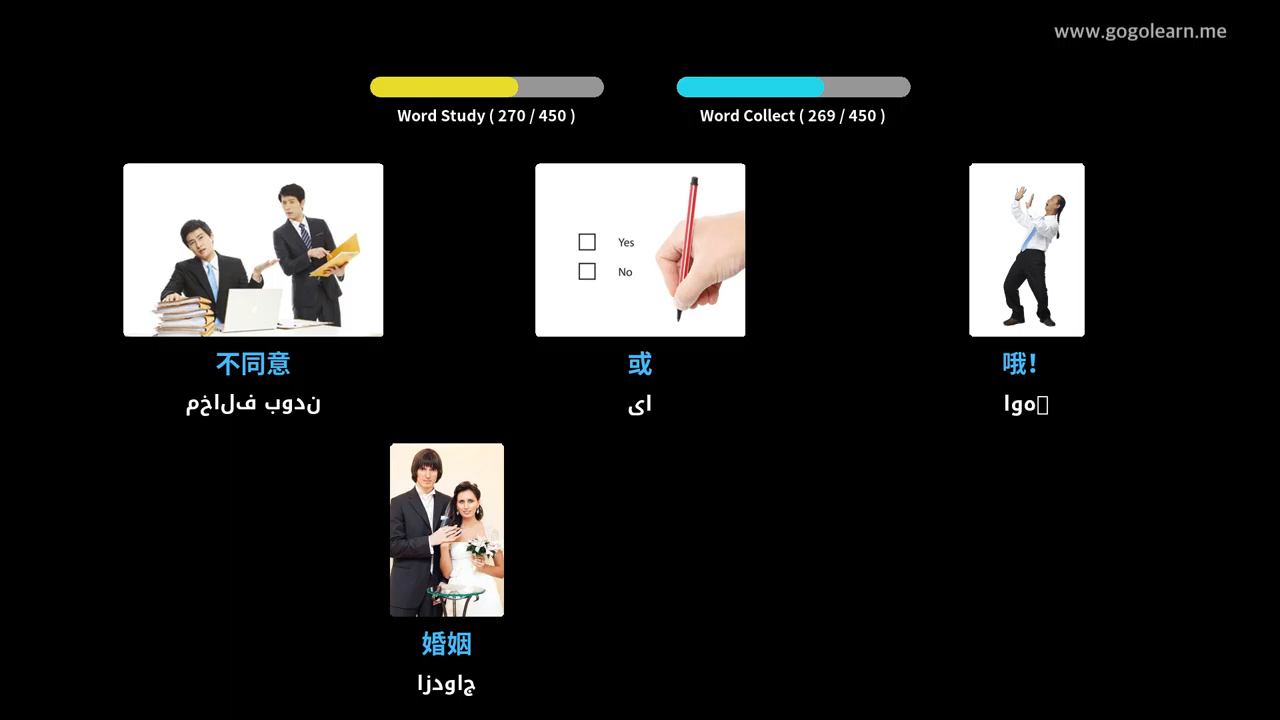 www.gogolearn.me
Word Study ( 270 / 450 )
Word Collect ( 269 / 450 )
Yes
No
不同意
或
哦!
مخالف بودن
یا
اوه
婚姻
ازدواج